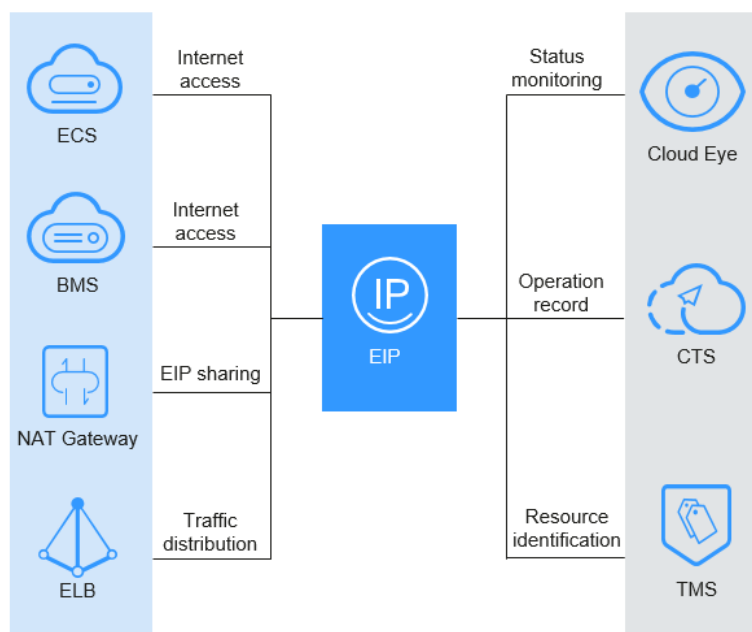 Internet
access
ECS
Internet
access
BMS
EIP sharing
NAT Gateway
Traffic
distribution
ELB
IP
EIP
Status
monitoring
Cloud Eye
Operation
record
CTS
Resource
identification
TMS